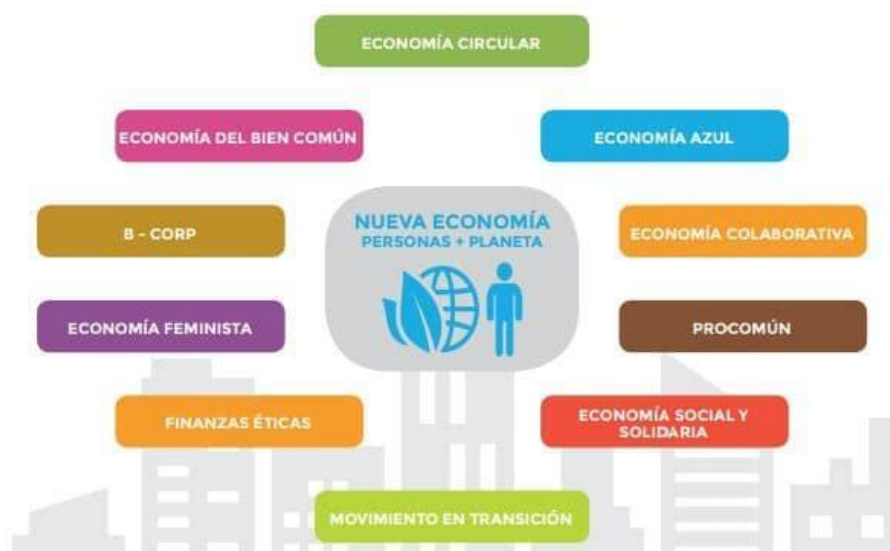 ECONOMÍA CIRCULAR
ECONOMÍA DEL BIEN COMÚN
ECONOMÍA AZUL
NUEVA ECONOMÍA
PERSONAS + PLANETA
B - CORP
ECONOMÍA COLABORATIVA
ECONOMÍA FEMINISTA
PROCOMÚN
FINANZAS ÉTICAS
ECONOMÍA SOCIAL Y
SOLIDARIA
MOVIMIENTO EN TRANSICIÓN